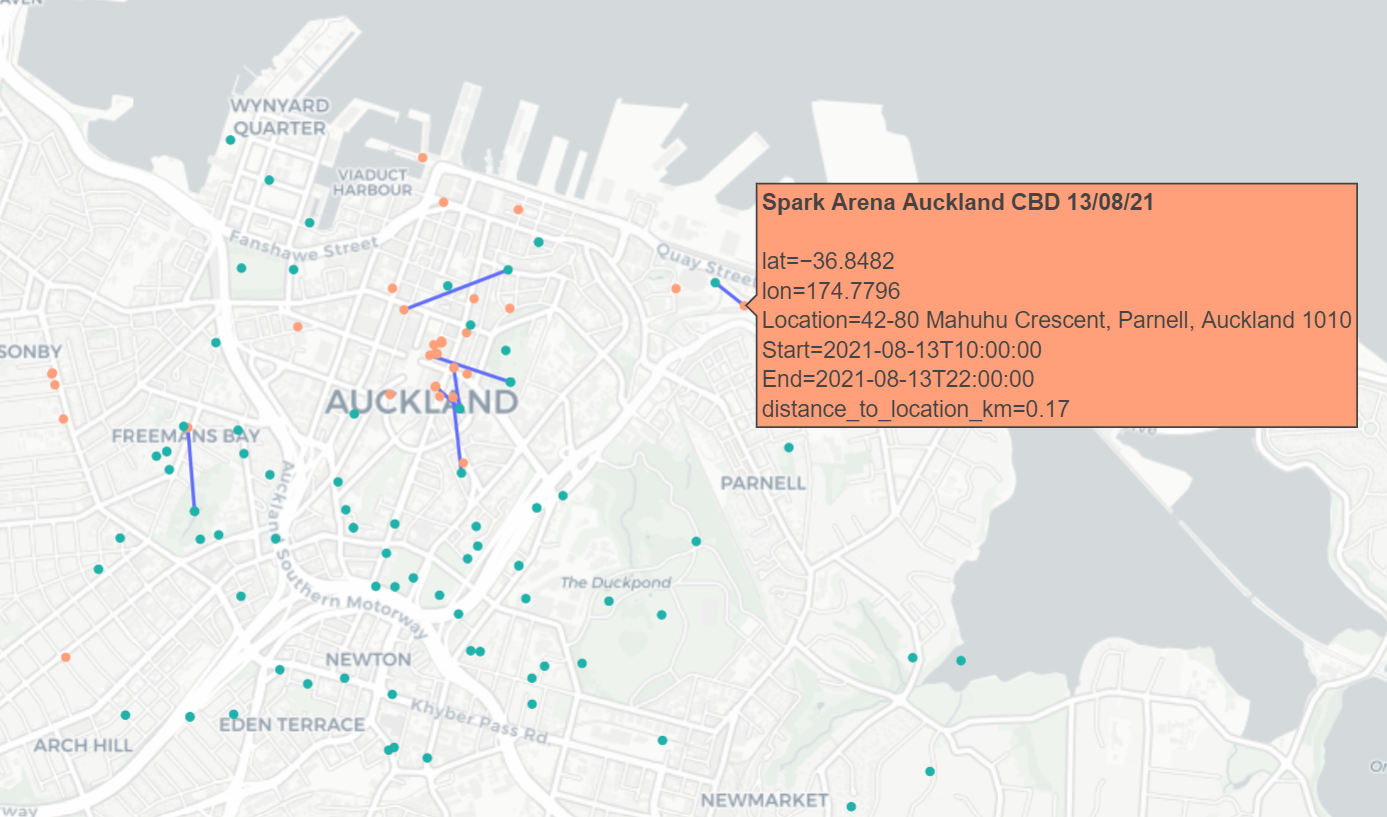 WYNYARD
QUARTER
VIADUCT
HARBOUR
Fanshawe Street
Quay Street
Spark Arena Auckland CBD 13/08/21
lat=−36.8482
lon=174.7796
Location=42-80 Mahuhu Crescent, Parnell, Auckland 1010
Start=2021-08-13T10:00:00
End=2021-08-13T22:00:00
distance_to_location_km=0.17
SONBY
AUCKLAND
FREEMANS BAY
PARNELL
Auckland Southern Motorway
The Duckpond
NEWTON
Khyber Pass Rd.
EDEN TERRACE
ARCH HILL
NEWMARKET
Or
way